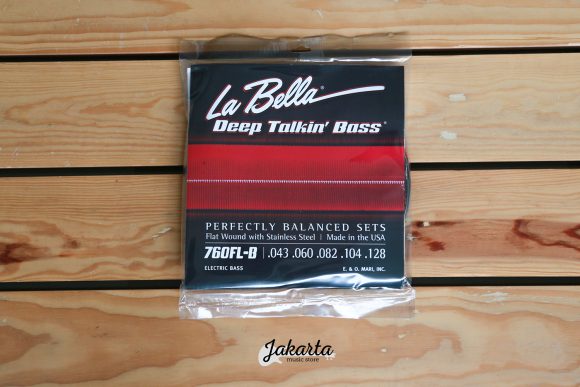 La Bella®
Deep Talkin' Bass®
PERFECTLY BALANCED SETS
Flat Wound with Stainless Steel | Made in the USA
760FL-B | .043 .060 .082 .104 .128
ELECTRIC BASS E. & O. MARI, INC.
Jakarta
music store